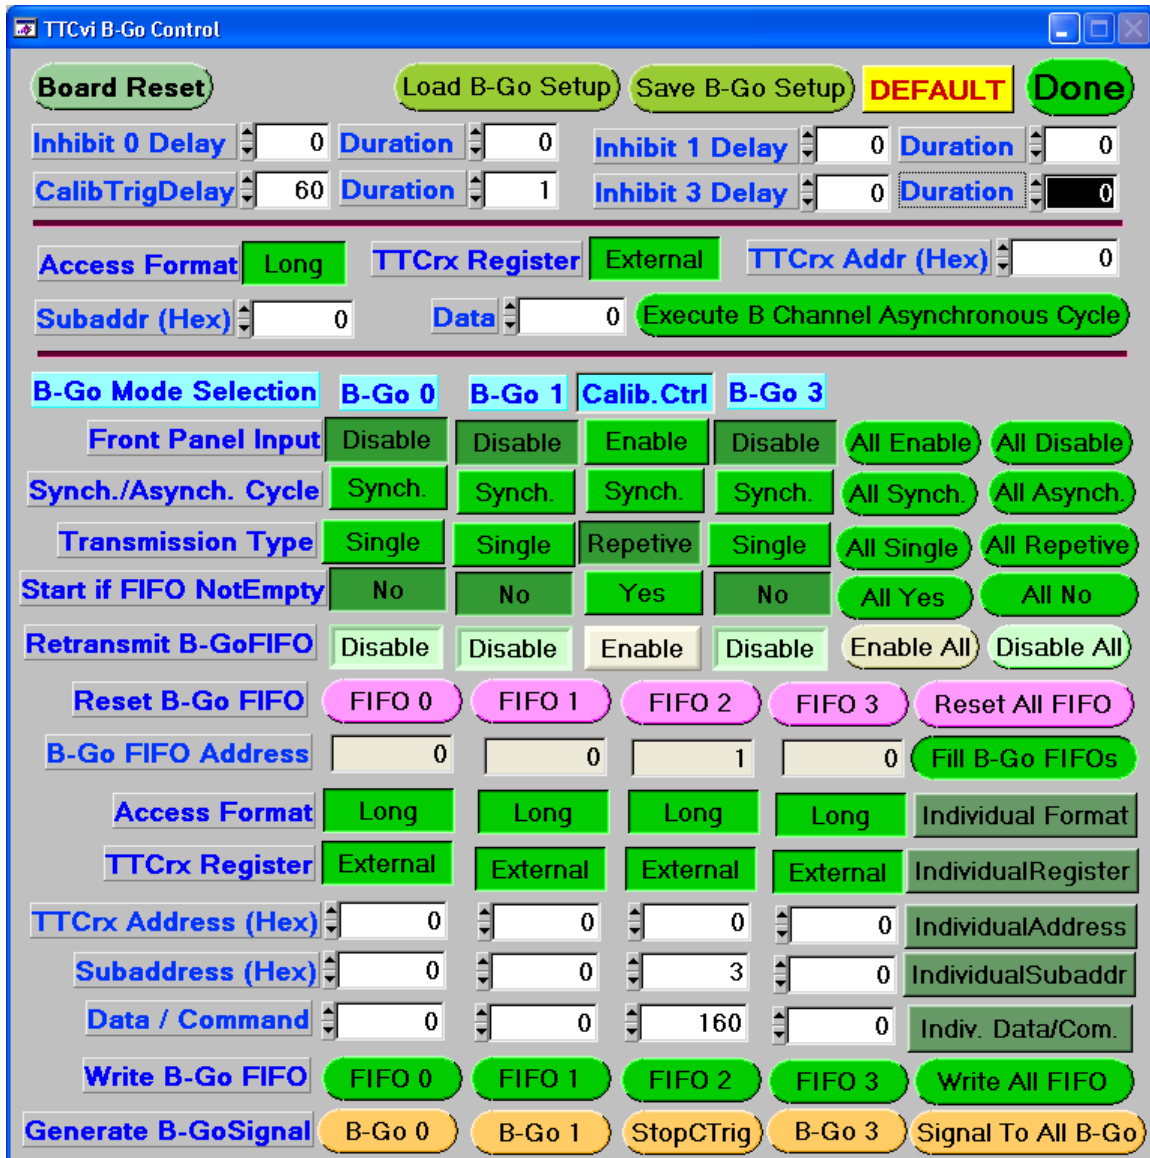 TTCvi B-Go Control
Board Reset Load B-Go Setup Save B-Go Setup DEFAULT Done
Inhibit 0 Delay 0 Duration 0 Inhibit 1 Delay 0 Duration 0
CalibTrigDelay 60 Duration 1 Inhibit 3 Delay 0 Duration 0
Access Format Long TTCrx Register External TTCrx Addr (Hex) 0
Subaddr (Hex) 0 Data 0 Execute B Channel Asynchronous Cycle
B-Go Mode Selection B-Go 0 B-Go 1 Calib.Ctrl B-Go 3
Front Panel Input Disable Disable Enable Disable All Enable All Disable
Synch./Asynch. Cycle Synch. Synch. Synch. Synch. All Synch. All Asynch.
Transmission Type Single Single Repetive Single All Single All Repetive
Start if FIFO NotEmpty No No Yes No All Yes All No
Retransmit B-GoFIFO Disable Disable Enable Disable Enable All Disable All
Reset B-Go FIFO FIFO 0 FIFO 1 FIFO 2 FIFO 3 Reset All FIFO
B-Go FIFO Address 0 0 1 0 Fill B-Go FIFOs
Access Format Long Long Long Long Individual Format
TTCrx Register External External External External IndividualRegister
TTCrx Address (Hex) 0 0 0 0 IndividualAddress
Subaddress (Hex) 0 0 3 0 IndividualSubaddr
Data / Command 0 0 160 0 Indiv. Data/Com.
Write B-Go FIFO FIFO 0 FIFO 1 FIFO 2 FIFO 3 Write All FIFO
Generate B-GoSignal B-Go 0 B-Go 1 StopCTrig B-Go 3 Signal To All B-Go